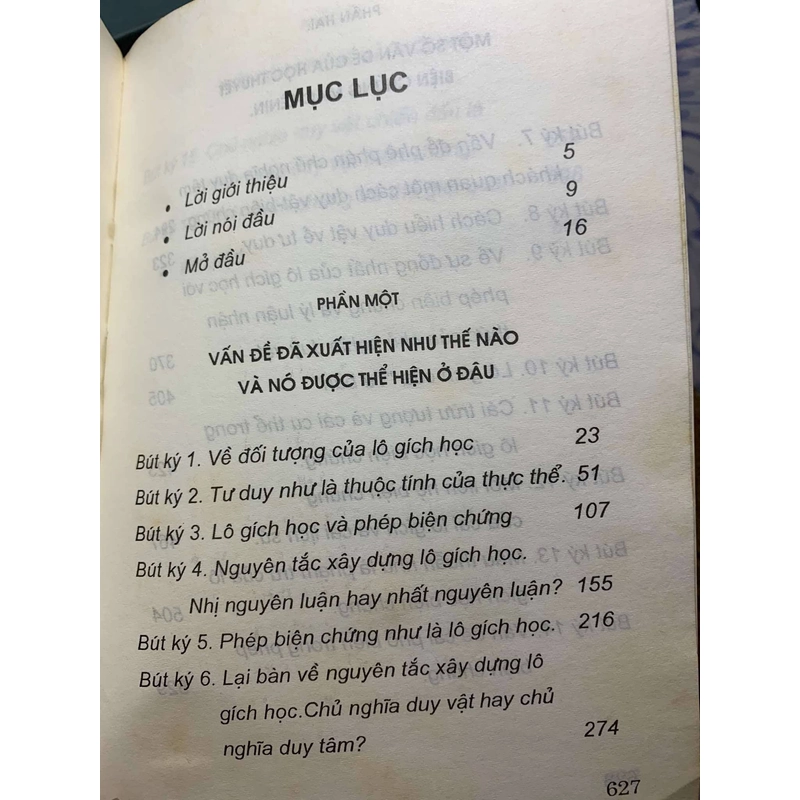 MỤC LỤC
• Lời giới thiệu 5
• Lời nói đầu 9
• Mở đầu 16
PHẦN MỘT
VẤN ĐỀ ĐÃ XUẤT HIỆN NHƯ THẾ NÀO
VÀ NÓ ĐƯỢC THỂ HIỆN Ở ĐÂU
Bút ký 1. Về đối tượng của lô gích học 23
Bút ký 2. Tư duy như là thuộc tính của thực thể. 51
Bút ký 3. Lô gích học và phép biện chứng 107
Bút ký 4. Nguyên tắc xây dựng lô gích học.
Nhị nguyên luận hay nhất nguyên luận? 155
Bút ký 5. Phép biện chứng như là lô gích học. 216
Bút ký 6. Lại bàn về nguyên tắc xây dựng lô
gích học.Chủ nghĩa duy vật hay chủ
nghĩa duy tâm? 274
627